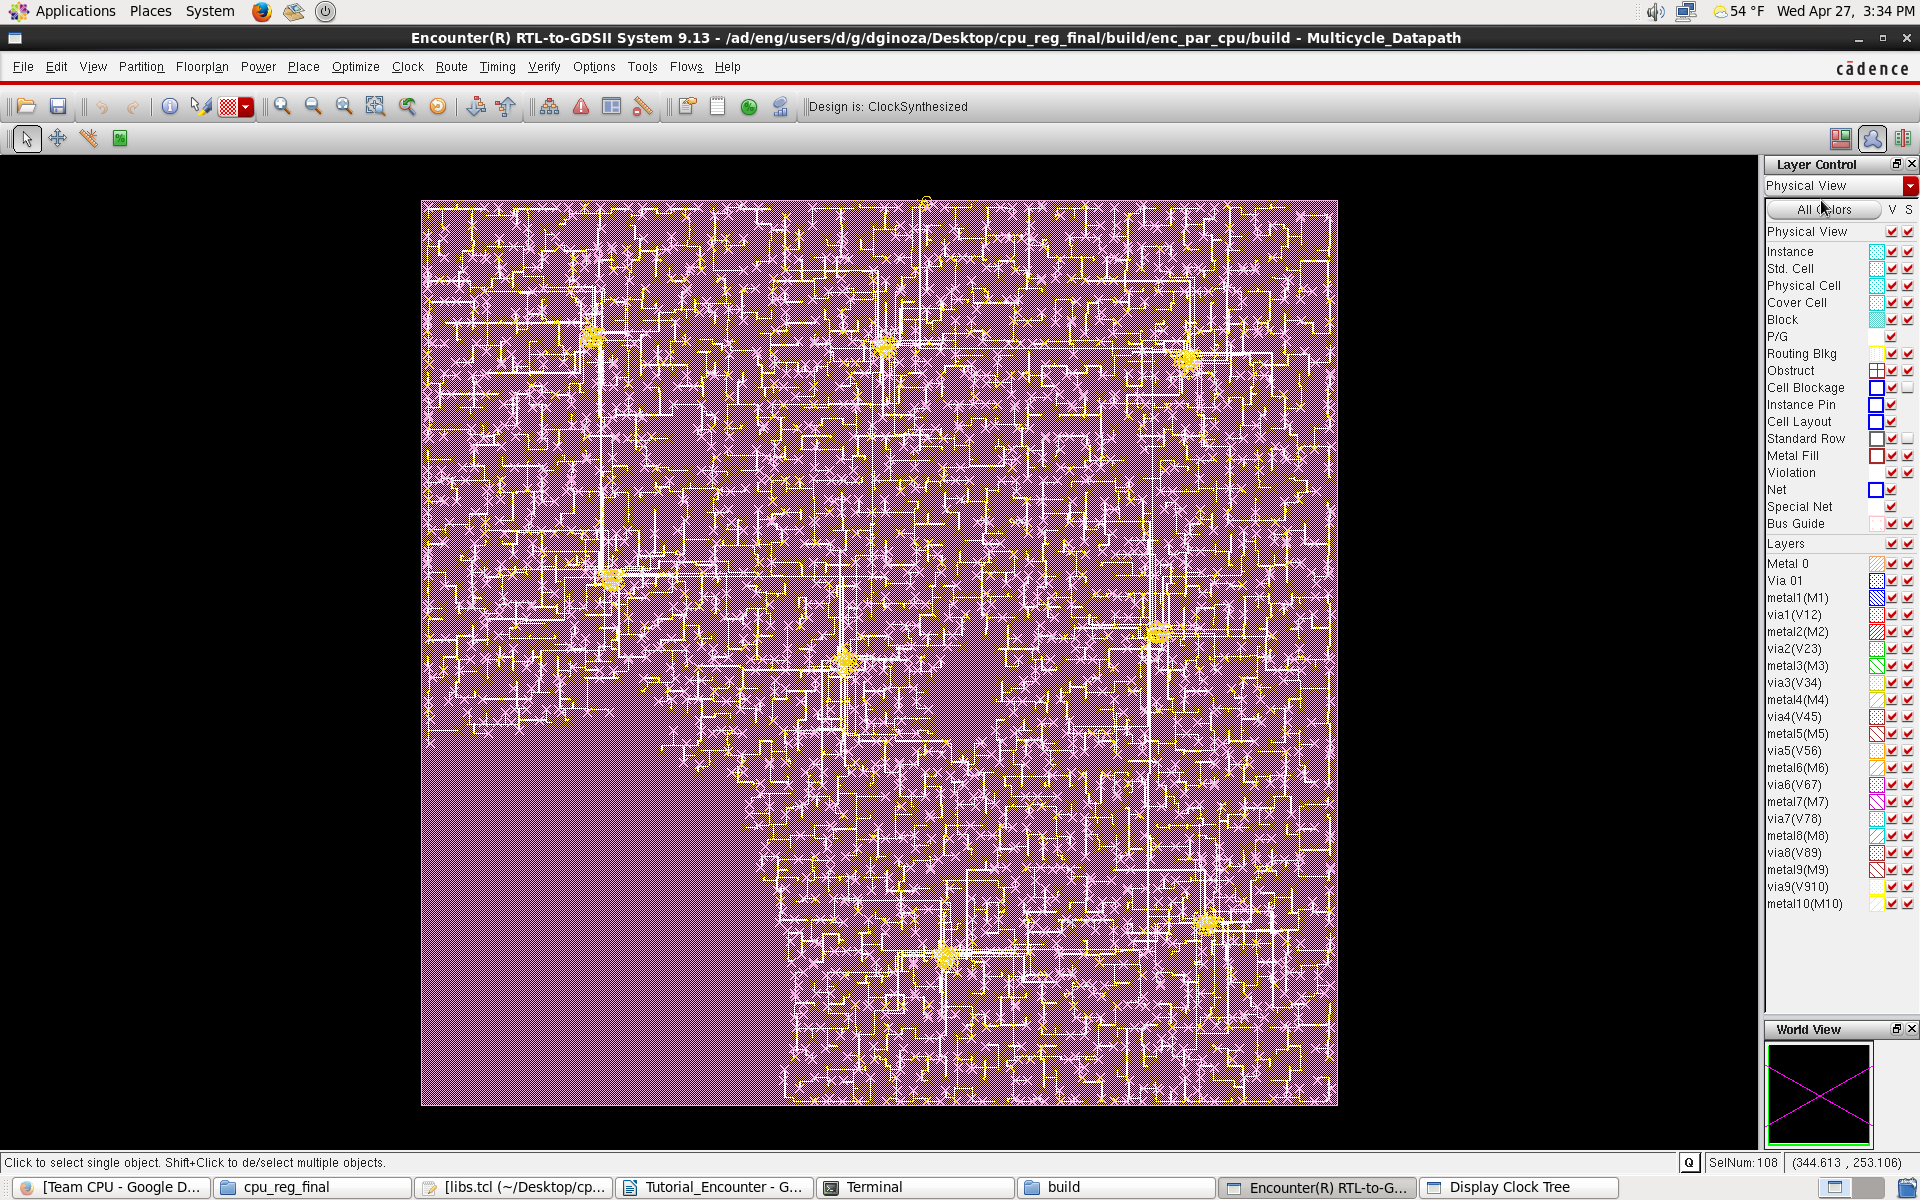 Applications Places System 54 °F Wed Apr 27, 3:34 PM
Encounter(R) RTL-to-GDSII System 9.13 - /ad/eng/users/d/g/dginoza/Desktop/cpu_reg_final/build/enc_par_cpu/build - Multicycle_Datapath
File Edit View Partition Floorplan Power Place Optimize Clock Route Timing Verify Options Tools Flows Help cādence
Design is: ClockSynthesized
Layer Control
Physical View
V S
Physical View
Instance
Std. Cell
Physical Cell
Cover Cell
Block
P/G
Routing Blkg
Obstruct
Cell Blockage
Instance Pin
Cell Layout
Standard Row
Metal Fill
Violation
Net
Special Net
Bus Guide
Layers
Metal 0
Via 01
metal1(M1)
via1(V12)
metal2(M2)
via2(V23)
metal3(M3)
via3(V34)
metal4(M4)
via4(V45)
metal5(M5)
via5(V56)
metal6(M6)
via6(V67)
metal7(M7)
via7(V78)
metal8(M8)
via8(V89)
metal9(M9)
via9(V910)
metal10(M10)
World View
Click to select single object. Shift+Click to de/select multiple objects. Q SelNum:108 (344.613 , 253.106)
[Team CPU - Google D... cpu_reg_final [libs.tcl (~/Desktop/cp... Tutorial_Encounter - G... Terminal build Encounter(R) RTL-to-G... Display Clock Tree